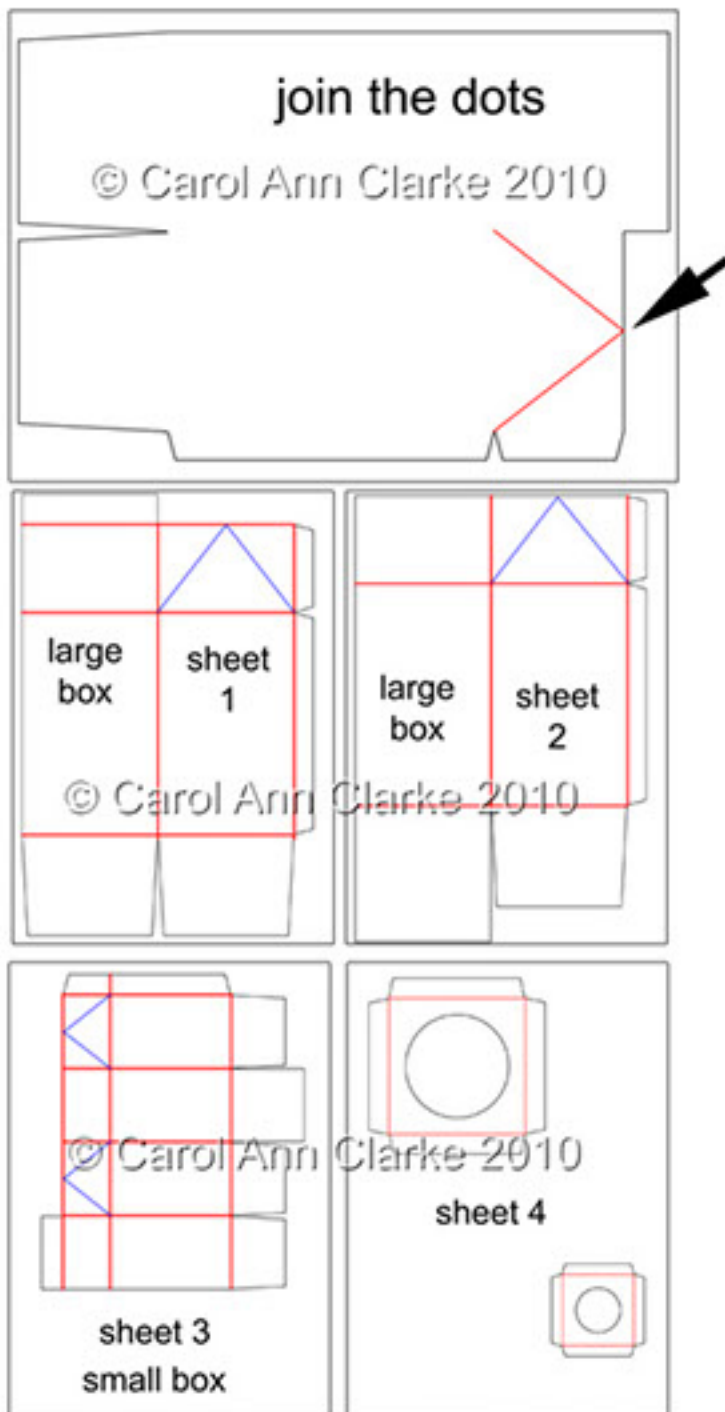 join the dots
© Carol Ann Clarke 2010
large
box
sheet
1
large
box
sheet
2
© Carol Ann Clarke 2010
© Carol Ann Clarke 2010
sheet 4
sheet 3
small box